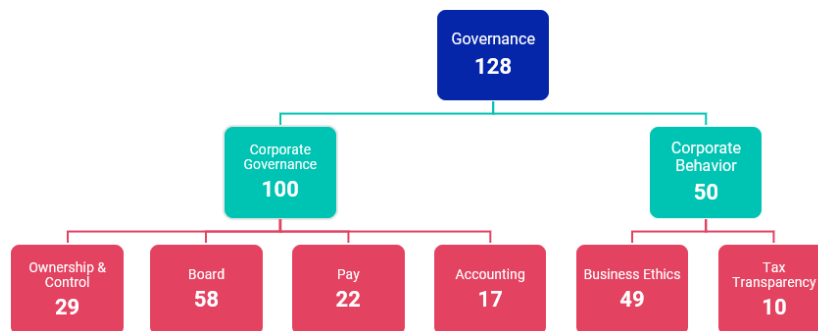 Governance
128
Corporate
Governance
100
Corporate
Behavior
50
Ownership &
Control
29
Board
58
Pay
22
Accounting
17
Business Ethics
49
Tax
Transparency
10